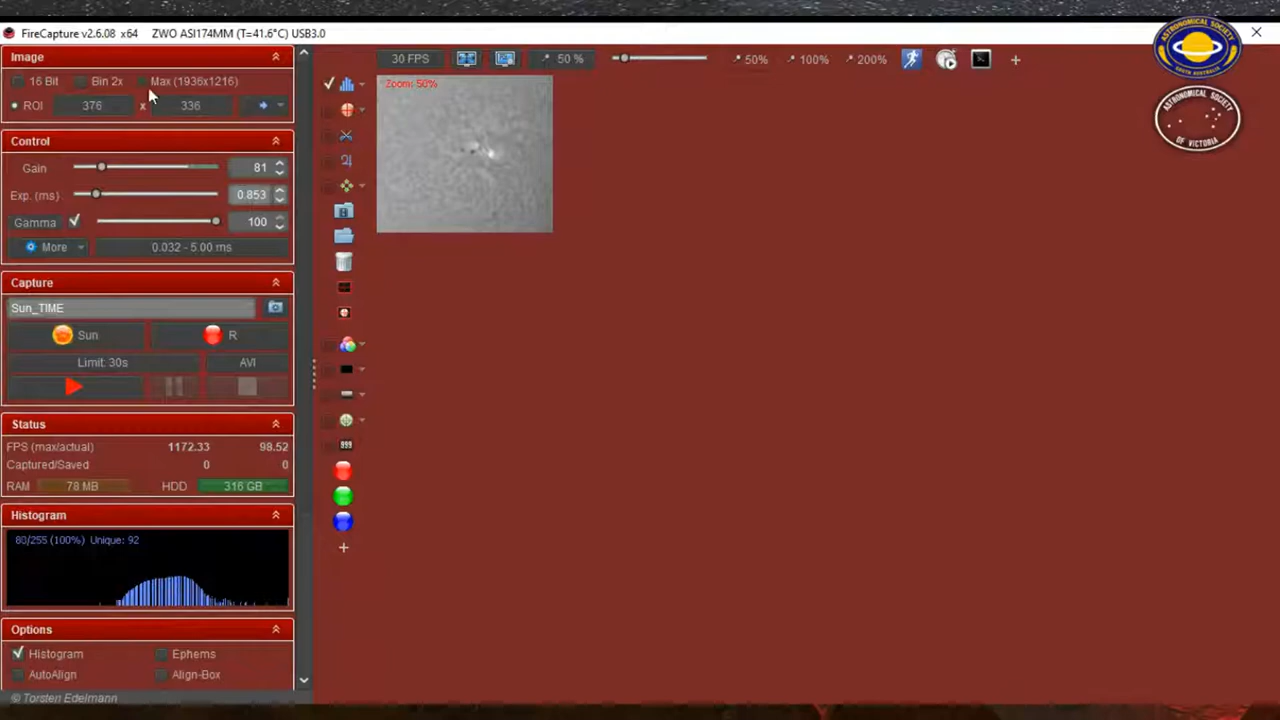 FireCapture v2.6.08 x64 ZWO ASI174MM (T=41.6°C) USB3.0
Image
16 Bit Bin 2x Max (1936x1216)
ROI 376 x 336
Control
Gain 81
Exp. (ms) 0.853
Gamma 100
More 0.032 - 5.00 ms
Capture
Sun_TIME
Sun R
Limit: 30s AVI
Status
FPS (max/actual) 1172.33 98.52
Captured/Saved 0 0
RAM 78 MB HDD 316 GB
Histogram
80/255 (100%) Unique: 92
Options
Histogram Ephems
AutoAlign Align-Box
© Torsten Edelmann
30 FPS 50 % 50% 100% 200%
Zoom: 50%
999
ASTRONOMICAL SOCIETY
SOUTH AUSTRALIA
ASTRONOMICAL SOCIETY
OF VICTORIA